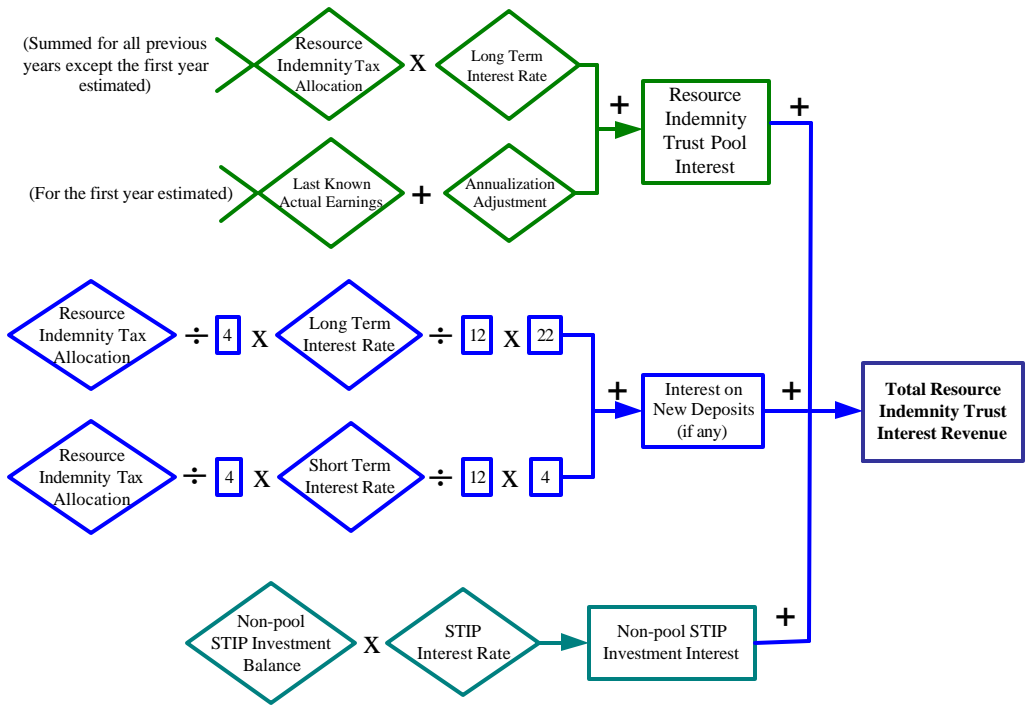 (Summed for all previous
years except the first year
estimated)
Resource
Indemnity Tax
Allocation
X
Long Term
Interest Rate
+
Resource
Indemnity
Trust Pool
Interest
+
(For the first year estimated)
Last Known
Actual Earnings
+
Annualization
Adjustment
Resource
Indemnity Tax
Allocation
÷
4
X
Long Term
Interest Rate
÷
12
X
22
+
Interest on
New Deposits
(if any)
+
Total Resource
Indemnity Trust
Interest Revenue
Resource
Indemnity Tax
Allocation
÷
4
X
Short Term
Interest Rate
÷
12
X
4
Non-pool
STIP Investment
Balance
X
STIP
Interest Rate
Non-pool STIP
Investment Interest
+